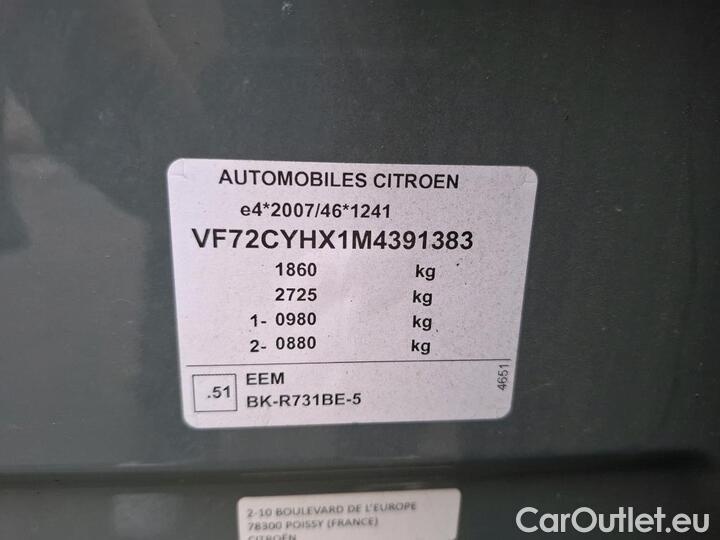 AUTOMOBILES CITROEN
e4*2007/46*1241
VF72CYHX1M4391383
1860 kg
2725 kg
1- 0980 kg
2- 0880 kg
.51 EEM
BK-R731BE-5
4651
2-10 BOULEVARD DE L'EUROPE
78300 POISSY (FRANCE)
CITROËN
CarOutlet.eu